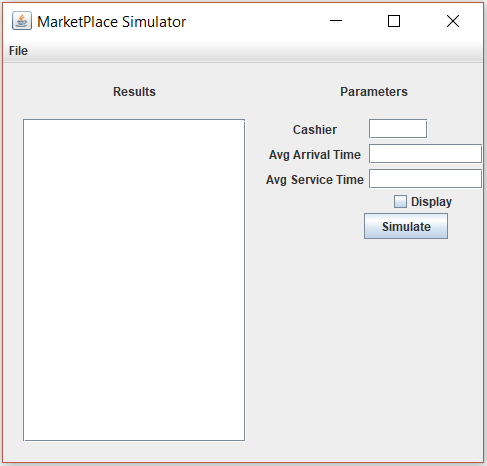 MarketPlace Simulator
File
Results
Parameters
Cashier
Avg Arrival Time
Avg Service Time
Display
Simulate